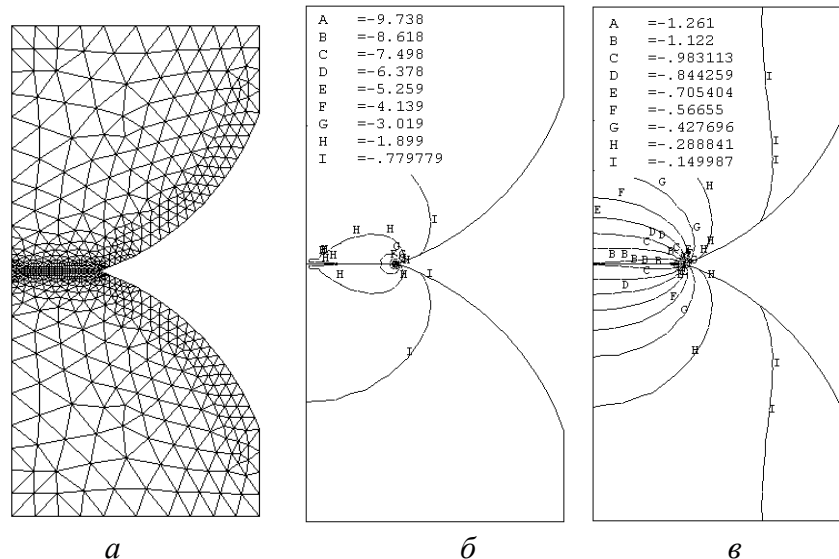 A =-9.738
B =-8.618
C =-7.498
D =-6.378
E =-5.259
F =-4.139
G =-3.019
H =-1.899
I =-.779779
A =-1.261
B =-1.122
C =-.983113
D =-.844259
E =-.705404
F =-.56655
G =-.427696
H =-.288841
I =-.149987
H
H
G
I
H
H
H
I
I
I
I
I
H
G
F
E
G
D D
C
H
B B B B B
C
H
D
F
G
H
I
I
а
б
в